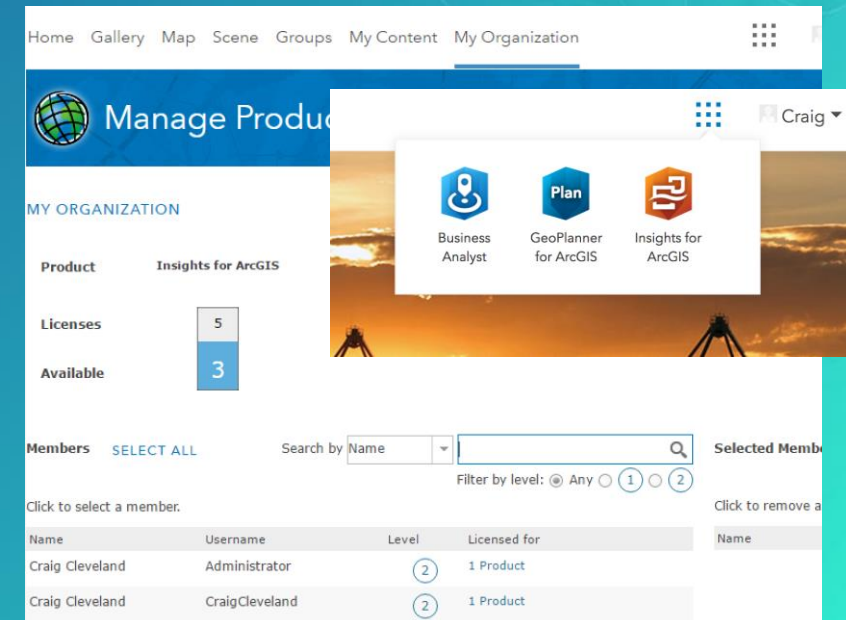 Home Gallery Map Scene Groups My Content My Organization
Manage
Craig
MY ORGANIZATION
Business Analyst
Plan
GeoPlanner for ArcGIS
Insights for ArcGIS
Product Insights for ArcGIS
Licenses 5
Available 3
Members SELECT ALL Search by Name Selected
Filter by level: Any 1 2
Click to select a member. Click to remove a
Name Username Level Licensed for Name
Craig Cleveland Administrator 2 1 Product
Craig Cleveland CraigCleveland 2 1 Product